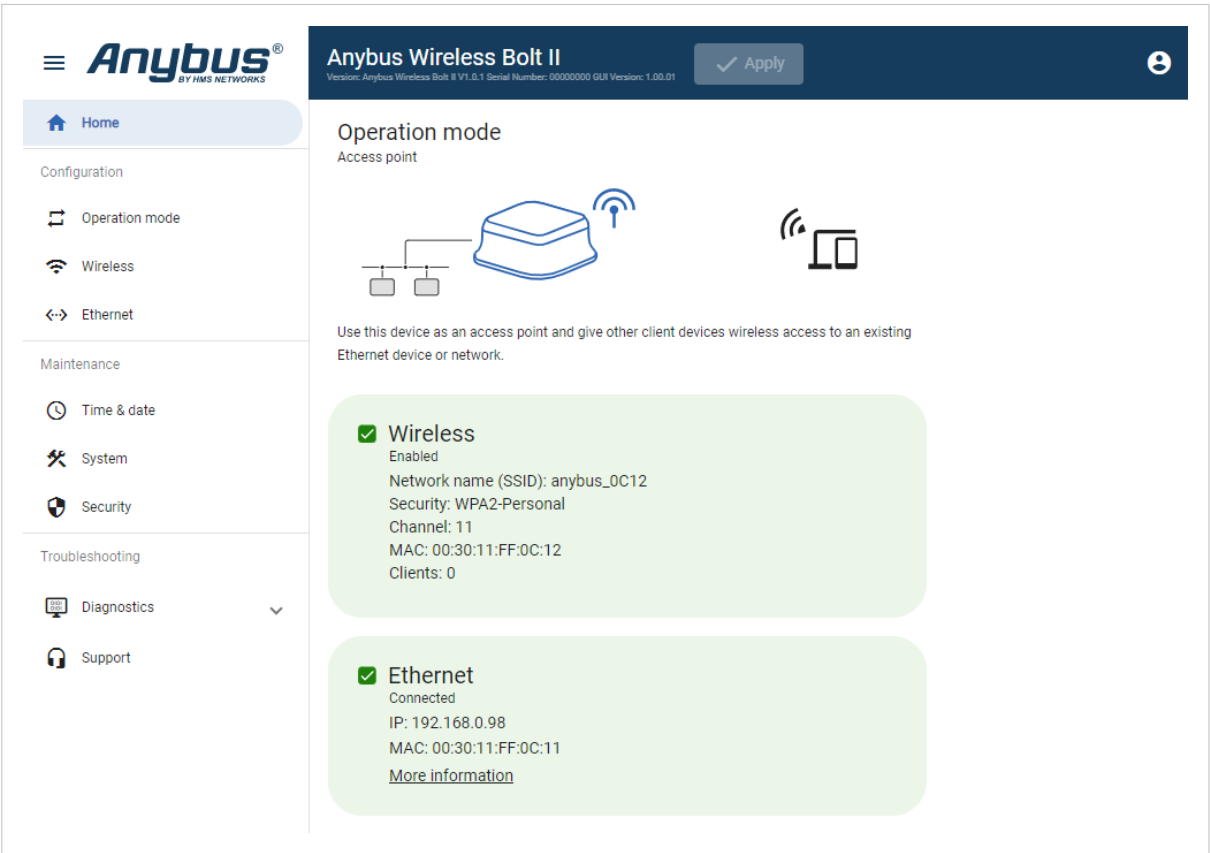 Anybus®
BY HMS NETWORKS
Anybus Wireless Bolt II
Version: Anybus Wireless Bolt II V1.0.1 Serial Number: 00000000 GUI Version: 1.00.01
Apply
Home
Configuration
Operation mode
Wireless
Ethernet
Maintenance
Time & date
System
Security
Troubleshooting
Diagnostics
Support
Operation mode
Access point
Use this device as an access point and give other client devices wireless access to an existing
Ethernet device or network.
Wireless
Enabled
Network name (SSID): anybus_0C12
Security: WPA2-Personal
Channel: 11
MAC: 00:30:11:FF:0C:12
Clients: 0
Ethernet
Connected
IP: 192.168.0.98
MAC: 00:30:11:FF:0C:11
More information